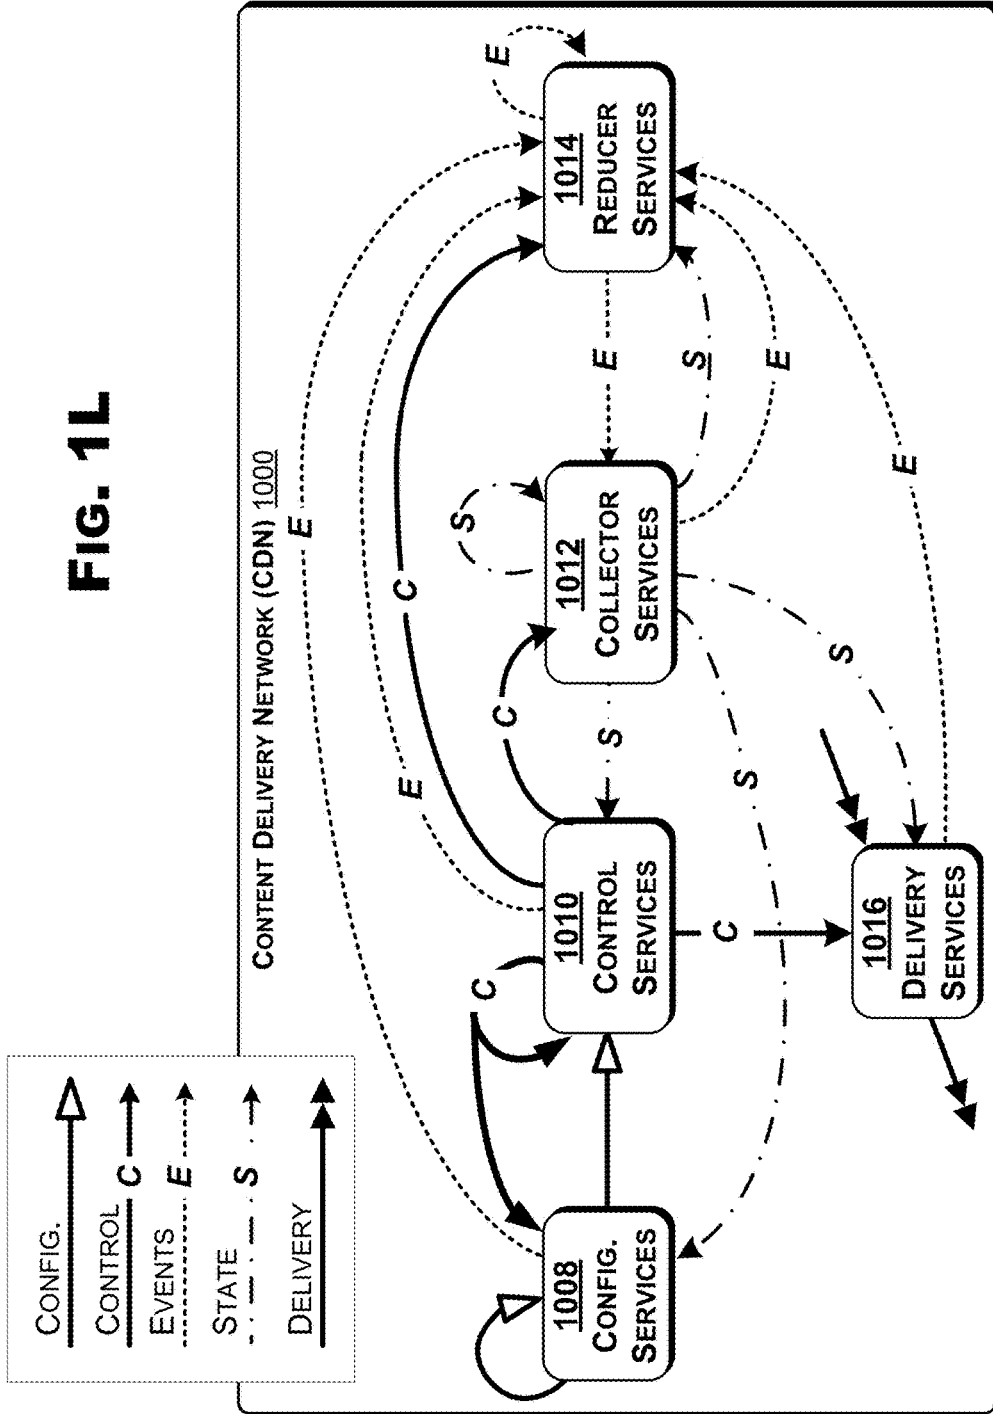 FIG. 1L
CONTENT DELIVERY NETWORK (CDN) 1000
CONFIG.
CONTROL
C
EVENTS
E
STATE
S
DELIVERY
E
E
C
C
C
S
E
1008
CONFIG.
SERVICES
1010
CONTROL
SERVICES
S
1012
COLLECTOR
SERVICES
E
1014
REDUCER
SERVICES
S
E
C
S
S
E
1016
DELIVERY
SERVICES